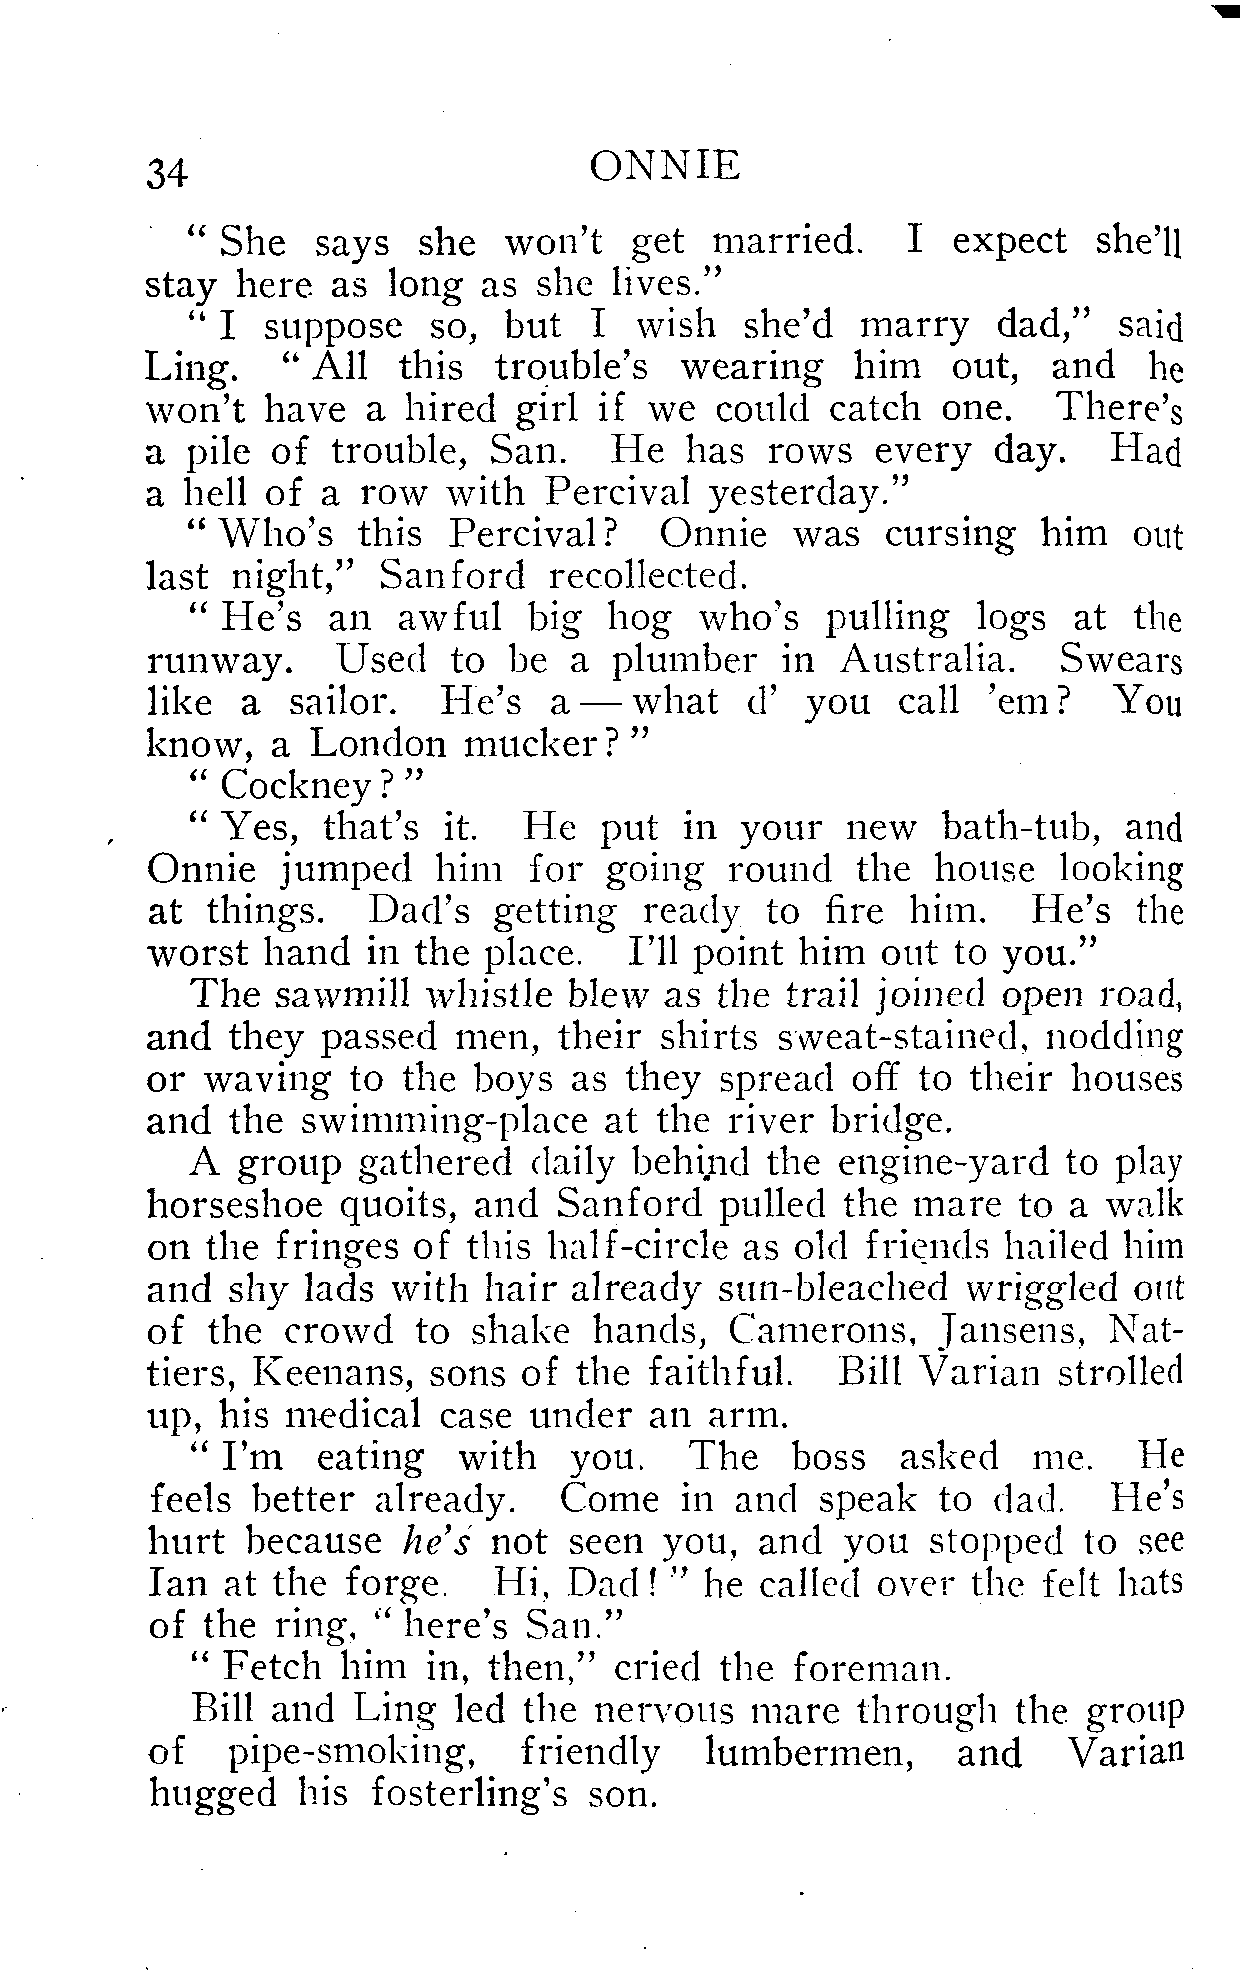 34 ONNIE
“ She says she won't get married. I expect she'll
stay here as long as she lives.”
“ I suppose so, but I wish she'd marry dad,” said
Ling. “ All this trouble's wearing him out, and he
won't have a hired girl if we could catch one. There's
a pile of trouble, San. He has rows every day. Had
a hell of a row with Percival yesterday.”
“ Who's this Percival? Onnie was cursing him out
last night,” Sanford recollected.
“ He's an awful big hog who's pulling logs at the
runway. Used to be a plumber in Australia. Swears
like a sailor. He's a — what d' you call 'em? You
know, a London mucker? ”
“ Cockney? ”
“ Yes, that's it. He put in your new bath-tub, and
Onnie jumped him for going round the house looking
at things. Dad's getting ready to fire him. He's the
worst hand in the place. I'll point him out to you.”
The sawmill whistle blew as the trail joined open road,
and they passed men, their shirts sweat-stained, nodding
or waving to the boys as they spread off to their houses
and the swimming-place at the river bridge.
A group gathered daily behind the engine-yard to play
horseshoe quoits, and Sanford pulled the mare to a walk
on the fringes of this half-circle as old friends hailed him
and shy lads with hair already sun-bleached wriggled out
of the crowd to shake hands, Camerons, Jansens, Nat-
tiers, Keenans, sons of the faithful. Bill Varian strolled
up, his medical case under an arm.
“ I'm eating with you. The boss asked me. He
feels better already. Come in and speak to dad. He's
hurt because he's not seen you, and you stopped to see
Ian at the forge. Hi, Dad! ” he called over the felt hats
of the ring, “ here's San.”
“ Fetch him in, then,” cried the foreman.
Bill and Ling led the nervous mare through the group
of pipe-smoking, friendly lumbermen, and Varian
hugged his fosterling's son.